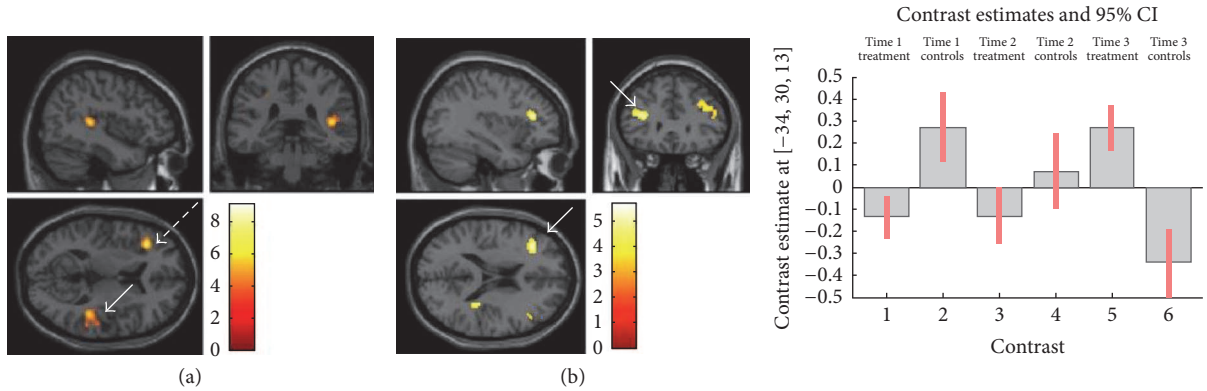 8
6
4
2
0
(a)
5
4
3
2
1
0
(b)
Contrast estimates and 95% CI
Time 1 treatment
Time 1 controls
Time 2 treatment
Time 2 controls
Time 3 treatment
Time 3 controls
Contrast estimate at [−34, 30, 13]
0.5
0.4
0.3
0.2
0.1
0
−0.1
−0.2
−0.3
−0.4
−0.5
1 2 3 4 5 6
Contrast